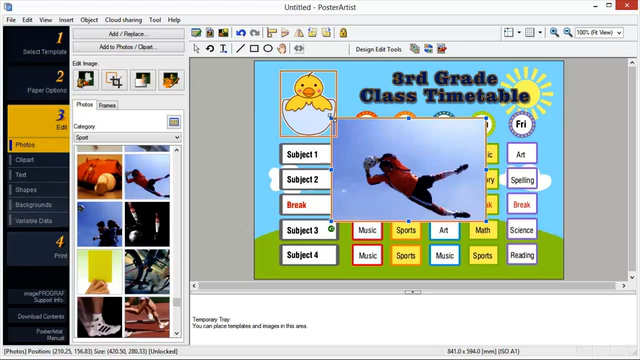 Untitled - PosterArtist
File Edit View Insert Object Cloud sharing Tool Help
1
Select Template
2
Paper Options
3
Edit
Photos
Clipart
Text
Shapes
Backgrounds
Variable Data
4
Print
imagePROGRAF
Support Info.
Download Contents
PosterArtist
Manual
Add / Replace...
Add to Photos / Clipart...
Edit Image:
Photos Frames
Category
Sport
100% (Fit View)
Design Edit Tools
3rd Grade
Class Timetable
Fri
Subject 1
Art
Subject 2
Spelling
Break
Break
Subject 3 Music Sports Art Math Science
Subject 4 Music Sports Music Sports Reading
Temporary Tray:
You can place templates and images in this area.
[Photos] Positions: (210.25, 156.83) Size: (420.50, 280.33) [Unlocked]
841.0 x 594.0 [mm] (ISO A1)